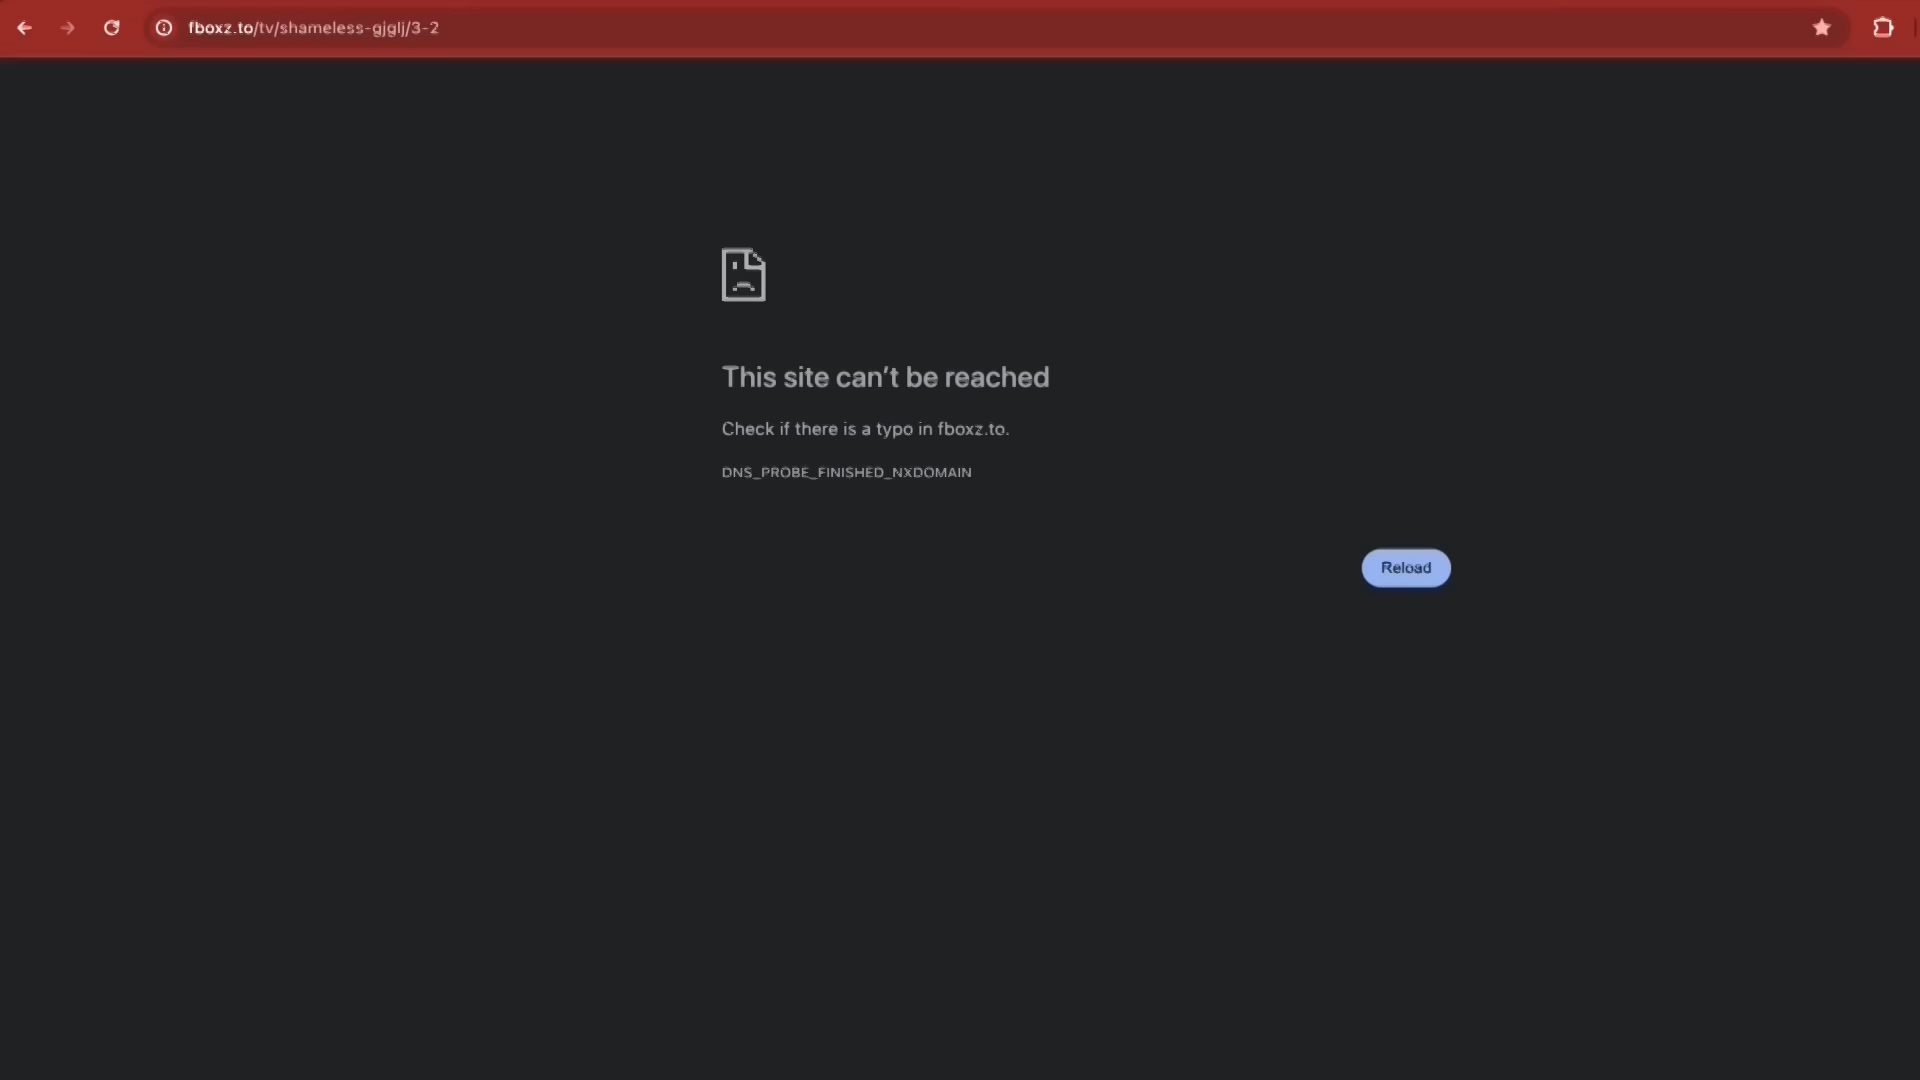 fboxz.to/tv/shameless-gjglj/3-2
This site can’t be reached
Check if there is a typo in fboxz.to.
DNS_PROBE_FINISHED_NXDOMAIN
Reload